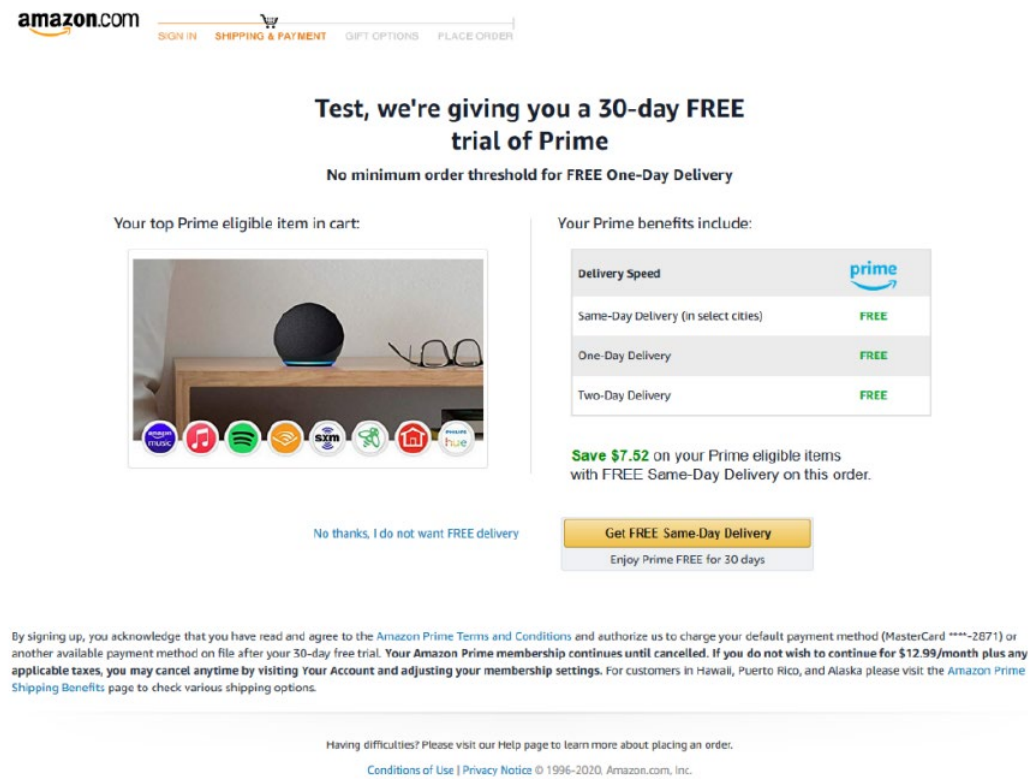 amazon.com
SIGN IN SHIPPING & PAYMENT GIFT OPTIONS PLACE ORDER
Test, we're giving you a 30-day FREE
trial of Prime
No minimum order threshold for FREE One-Day Delivery
Your top Prime eligible item in cart:
amazon
music
sxm
PHILIPS
hue
Your Prime benefits include:
Delivery Speed prime
Same-Day Delivery (in select cities) FREE
One-Day Delivery FREE
Two-Day Delivery FREE
Save $7.52 on your Prime eligible items
with FREE Same-Day Delivery on this order.
No thanks, I do not want FREE delivery
Get FREE Same-Day Delivery
Enjoy Prime FREE for 30 days
By signing up, you acknowledge that you have read and agree to the Amazon Prime Terms and Conditions and authorize us to charge your default payment method (MasterCard ****-2871) or
another available payment method on file after your 30-day free trial. Your Amazon Prime membership continues until cancelled. If you do not wish to continue for $12.99/month plus any
applicable taxes, you may cancel anytime by visiting Your Account and adjusting your membership settings. For customers in Hawaii, Puerto Rico, and Alaska please visit the Amazon Prime
Shipping Benefits page to check various shipping options.
Having difficulties? Please visit our Help page to learn more about placing an order.
Conditions of Use | Privacy Notice © 1996-2020, Amazon.com, Inc.